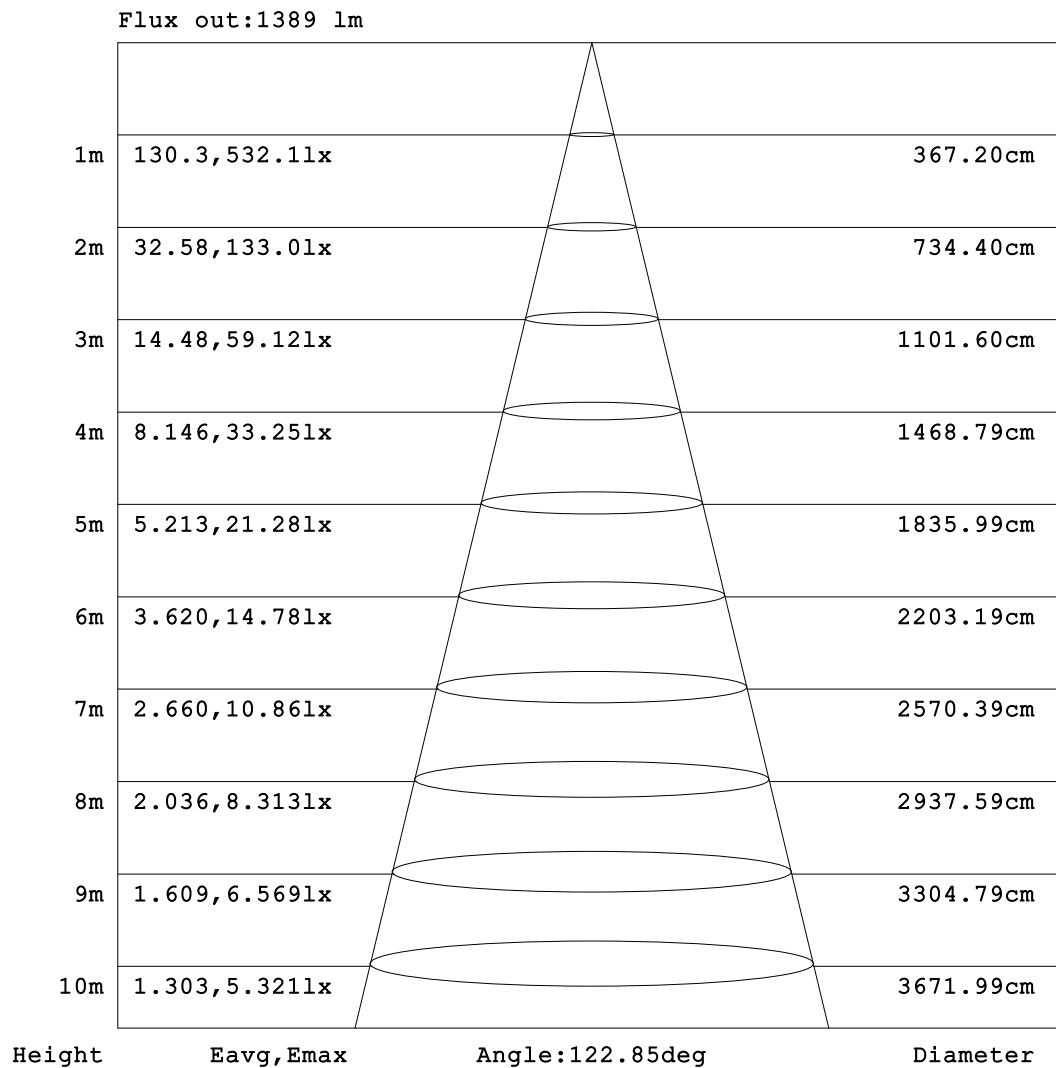 Flux out:1389 lm
1m 130.3,532.1lx 367.20cm
2m 32.58,133.0lx 734.40cm
3m 14.48,59.12lx 1101.60cm
4m 8.146,33.25lx 1468.79cm
5m 5.213,21.28lx 1835.99cm
6m 3.620,14.78lx 2203.19cm
7m 2.660,10.86lx 2570.39cm
8m 2.036,8.313lx 2937.59cm
9m 1.609,6.569lx 3304.79cm
10m 1.303,5.321lx 3671.99cm
Height Eavg,Emax Angle:122.85deg Diameter